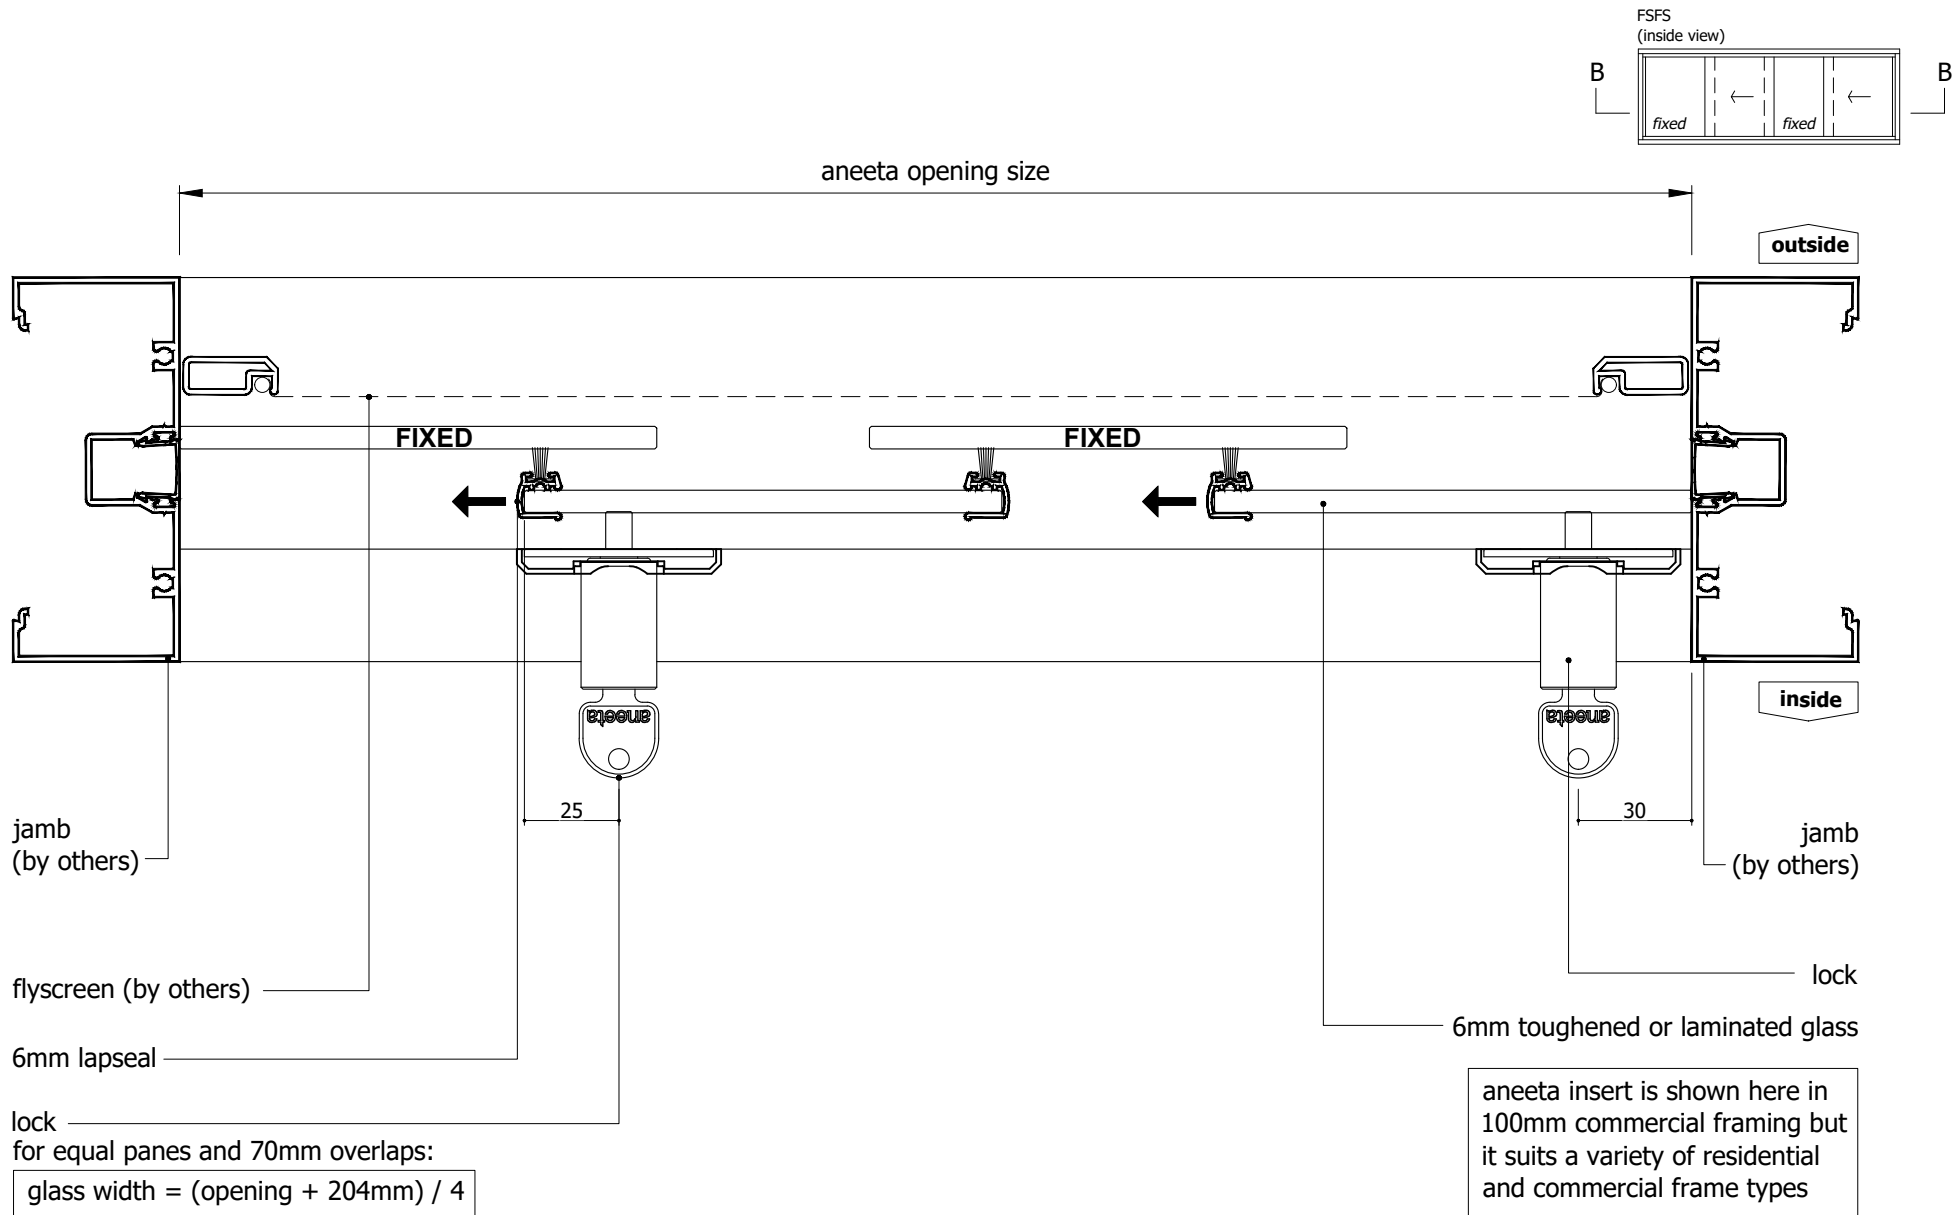 FSFS
(inside view)
B
B
fixed
fixed
aneeta opening size
outside
FIXED
FIXED
inside
aneeta
aneeta
25
30
jamb
(by others)
jamb
(by others)
flyscreen (by others)
lock
6mm toughened or laminated glass
6mm lapseal
lock
for equal panes and 70mm overlaps:
glass width = (opening + 204mm) / 4
aneeta insert is shown here in
100mm commercial framing but
it suits a variety of residential
and commercial frame types